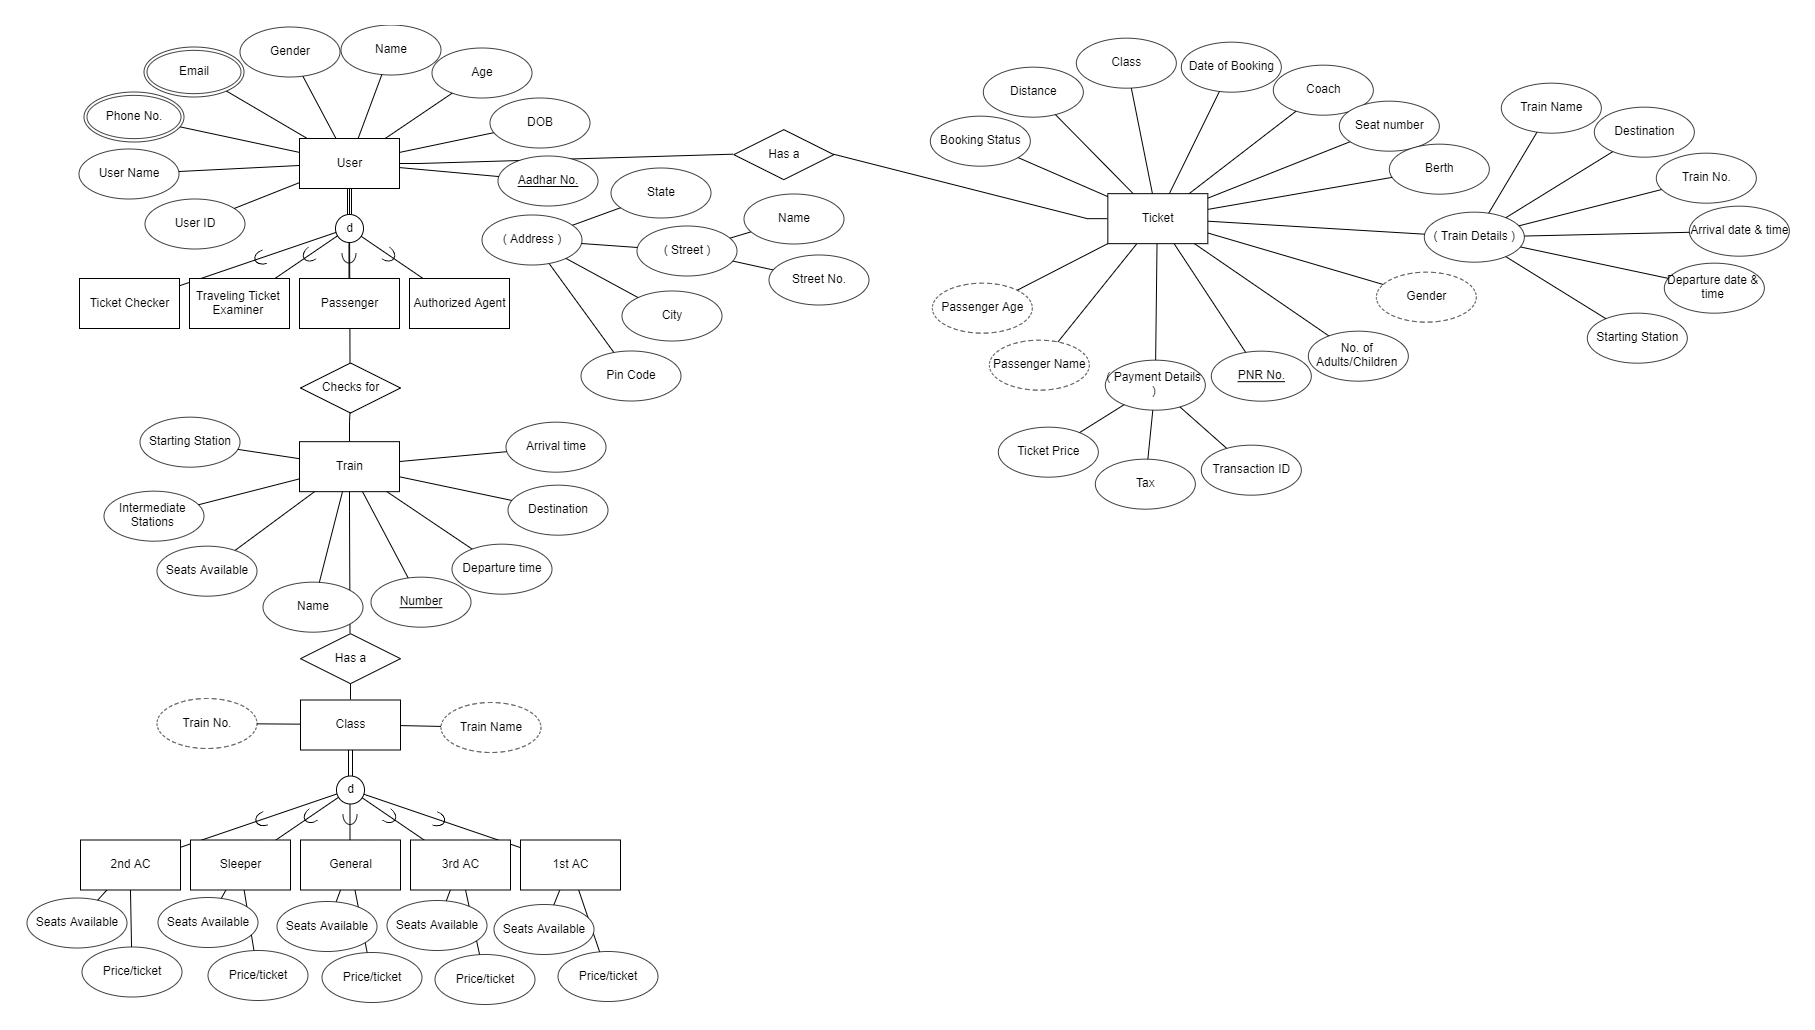 Gender
Name
Email
Age
Phone No.
DOB
User
User Name
Aadhar No.
User ID
d
Ticket Checker
Traveling Ticket
Examiner
Passenger
Authorized Agent
Has a
State
( Address )
Name
( Street )
Street No.
City
Pin Code
Class
Date of Booking
Distance
Coach
Seat number
Booking Status
Berth
Ticket
Train Name
Destination
Train No.
( Train Details )
Arrival date & time
Departure date &
time
Starting Station
Passenger Age
Gender
Passenger Name
( Payment Details
)
PNR No.
No. of
Adults/Children
Ticket Price
Tax
Transaction ID
Checks for
Starting Station
Train
Arrival time
Intermediate
Stations
Destination
Seats Available
Departure time
Name
Number
Has a
Train No.
Class
Train Name
d
2nd AC
Sleeper
General
3rd AC
1st AC
Seats Available
Seats Available
Seats Available
Seats Available
Seats Available
Price/ticket
Price/ticket
Price/ticket
Price/ticket
Price/ticket